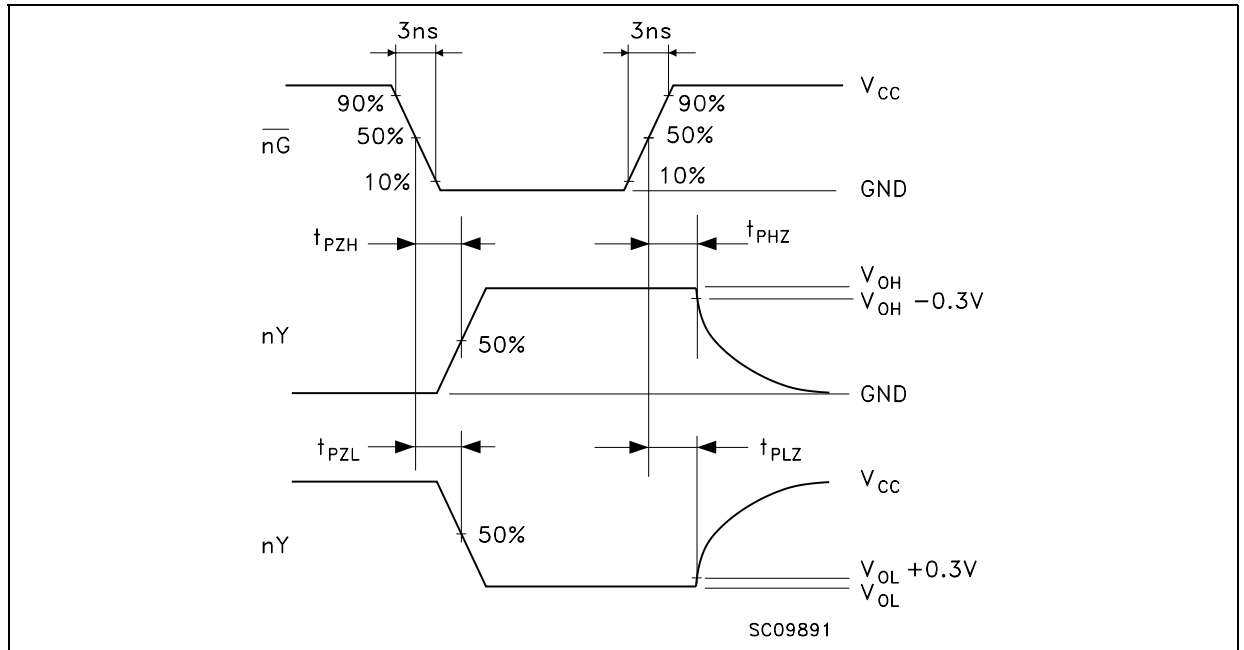 3ns 3ns
V_CC
90% 90%
50% 50%
n̅G̅
10% 10%
GND
t_PZH t_PHZ
V_OH
V_OH −0.3V
nY
50%
GND
t_PZL t_PLZ
V_CC
50%
nY
V_OL +0.3V
V_OL
SC09891